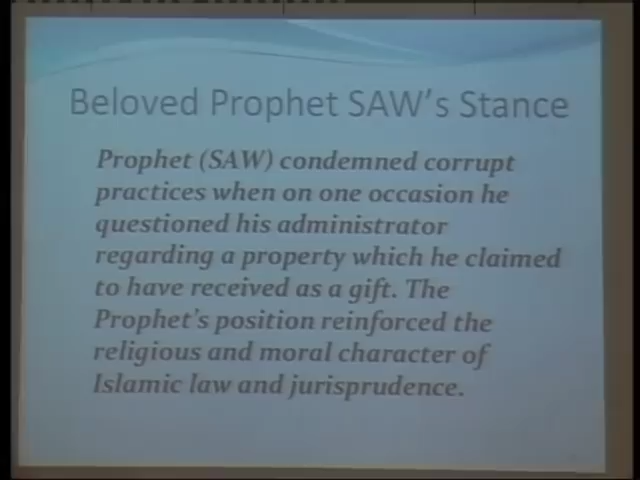 Beloved Prophet SAW's Stance
Prophet (SAW) condemned corrupt
practices when on one occasion he
questioned his administrator
regarding a property which he claimed
to have received as a gift. The
Prophet's position reinforced the
religious and moral character of
Islamic law and jurisprudence.